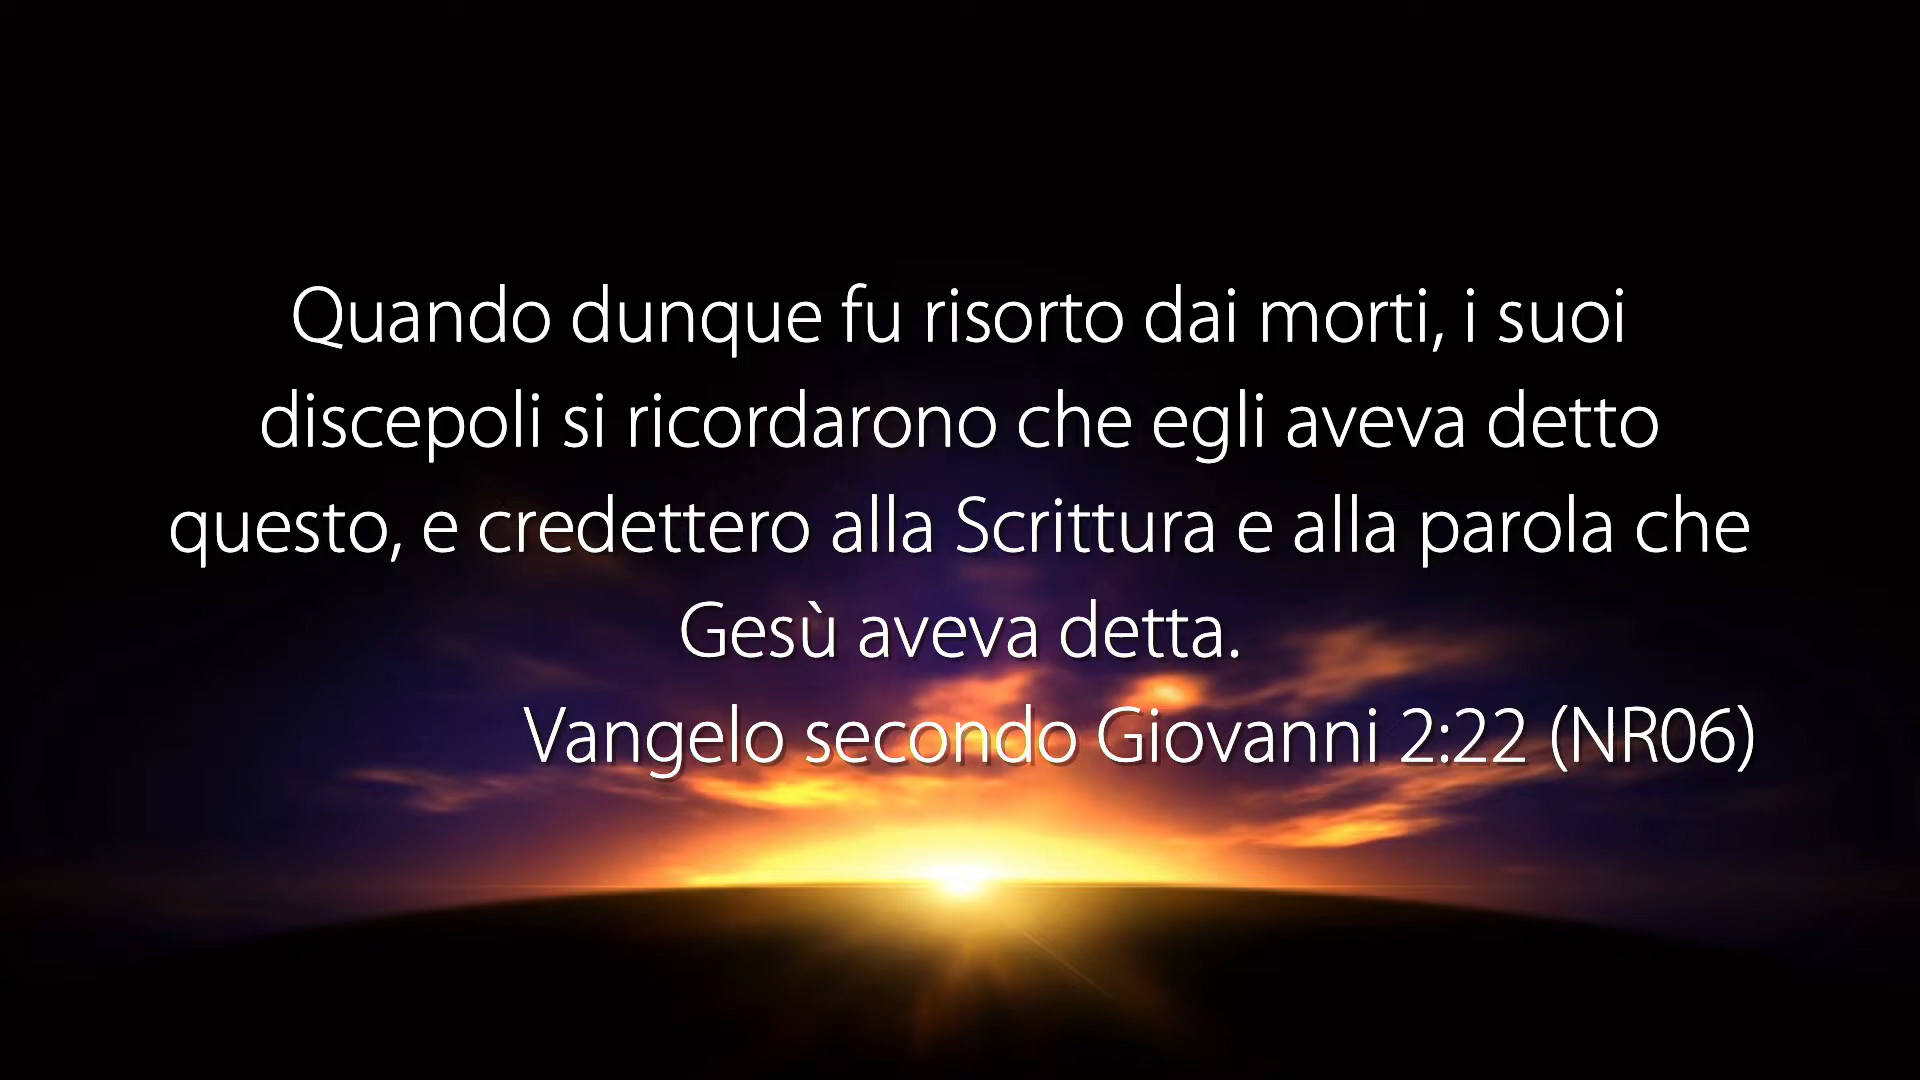 Quando dunque fu risorto dai morti, i suoi
discepoli si ricordarono che egli aveva detto
questo, e credettero alla Scrittura e alla parola che
Gesù aveva detta.
Vangelo secondo Giovanni 2:22 (NR06)